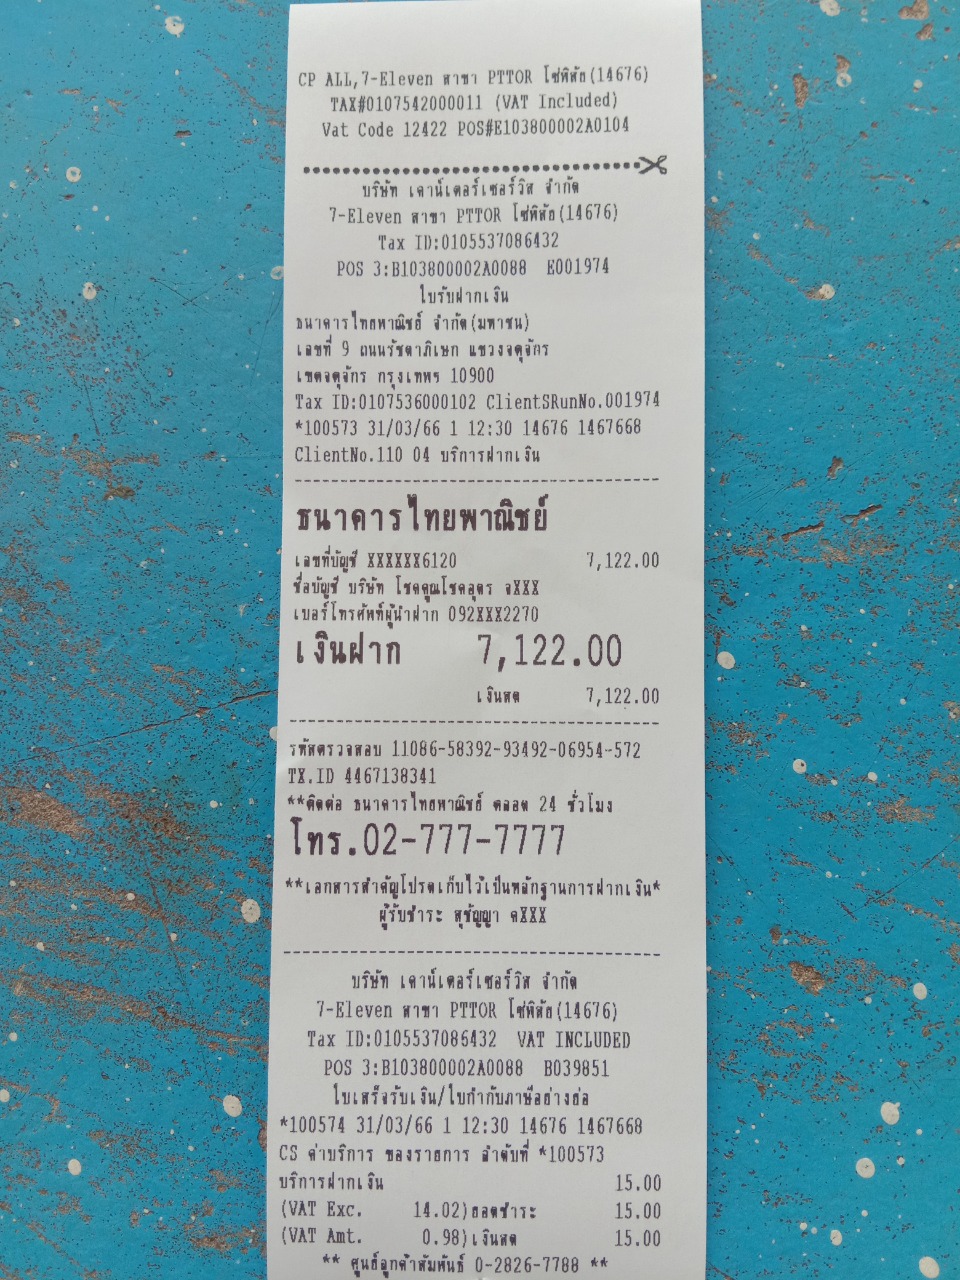 CP ALL,7-Eleven สาขา PTTOR โซ่พิสัย(14676)
TAX#0107542000011 (VAT Included)
Vat Code 12422 POS#E103800002A0104
บริษัท เคาน์เตอร์เซอร์วิส จำกัด
7-Eleven สาขา PTTOR โซ่พิสัย(14676)
Tax ID:0105537086432
POS 3:B103800002A0088 E001974
ใบรับฝากเงิน
ธนาคารไทยพาณิชย์ จำกัด(มหาชน)
เลขที่ 9 ถนนรัชดาภิเษก แขวงจตุจักร
เขตจตุจักร กรุงเทพฯ 10900
Tax ID:0107536000102 ClientSRunNo.001974
*100573 31/03/66 1 12:30 14676 1467668
ClientNo.110 04 บริการฝากเงิน
ธนาคารไทยพาณิชย์
เลขที่บัญชี XXXXXX6120 7,122.00
ชื่อบัญชี บริษัท โชคคูณโชคอุดร จXXX
เบอร์โทรศัพท์ผู้นำฝาก 092XXX2270
เงินฝาก 7,122.00
เงินสด 7,122.00
รหัสตรวจสอบ 11086-58392-93492-06954-572
TX.ID 4467138341
**ติดต่อ ธนาคารไทยพาณิชย์ ตลอด 24 ชั่วโมง
โทร.02-777-7777
**เอกสารสำคัญโปรดเก็บไว้เป็นหลักฐานการฝากเงิน*
ผู้รับชำระ สุชัญญา คXXX
บริษัท เคาน์เตอร์เซอร์วิส จำกัด
7-Eleven สาขา PTTOR โซ่พิสัย(14676)
Tax ID:0105537086432 VAT INCLUDED
POS 3:B103800002A0088 B039851
ใบเสร็จรับเงิน/ใบกำกับภาษีอย่างย่อ
*100574 31/03/66 1 12:30 14676 1467668
CS ค่าบริการ ของรายการ ลำดับที่ *100573
บริการฝากเงิน 15.00
(VAT Exc. 14.02)ยอดชำระ 15.00
(VAT Amt. 0.98)เงินสด 15.00
** ศูนย์ลูกค้าสัมพันธ์ 0-2826-7788 **